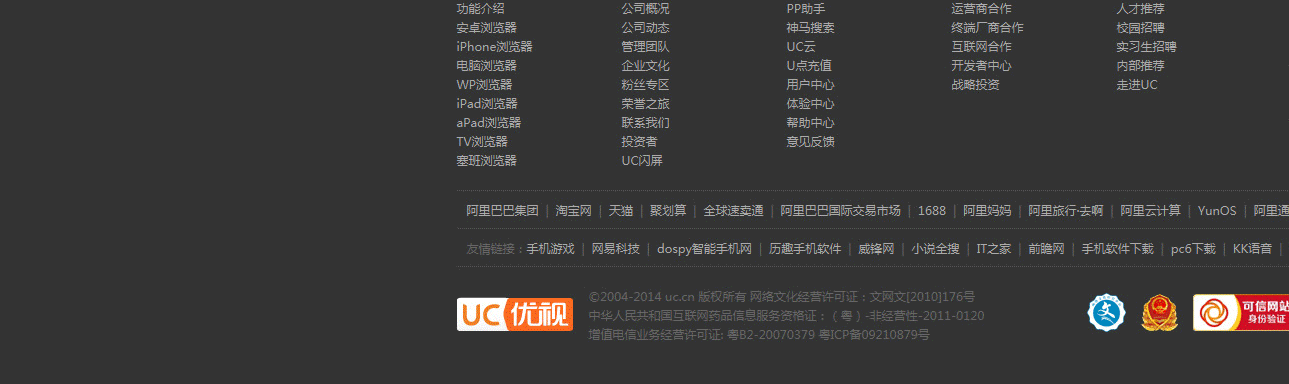 功能介绍 公司概况 PP助手 运营商合作 人才推荐
安卓浏览器 公司动态 神马搜索 终端厂商合作 校园招聘
iPhone浏览器 管理团队 UC云 互联网合作 实习生招聘
电脑浏览器 企业文化 U点充值 开发者中心 内部推荐
WP浏览器 粉丝专区 用户中心 战略投资 走进UC
iPad浏览器 荣誉之旅 体验中心
aPad浏览器 联系我们 帮助中心
TV浏览器 投资者 意见反馈
塞班浏览器 UC闪屏
阿里巴巴集团 | 淘宝网 | 天猫 | 聚划算 | 全球速卖通 | 阿里巴巴国际交易市场 | 1688 | 阿里妈妈 | 阿里旅行·去啊 | 阿里云计算 | YunOS | 阿里通
友情链接：手机游戏 | 网易科技 | dospy智能手机网 | 历趣手机软件 | 威锋网 | 小说全搜 | IT之家 | 前瞻网 | 手机软件下载 | pc6下载 | KK语音 |
UC优视
©2004-2014 uc.cn 版权所有 网络文化经营许可证：文网文[2010]176号
中华人民共和国互联网药品信息服务资格证：（粤）-非经营性-2011-0120
增值电信业务经营许可证: 粤B2-20070379 粤ICP备09210879号
可信网站
身份验证